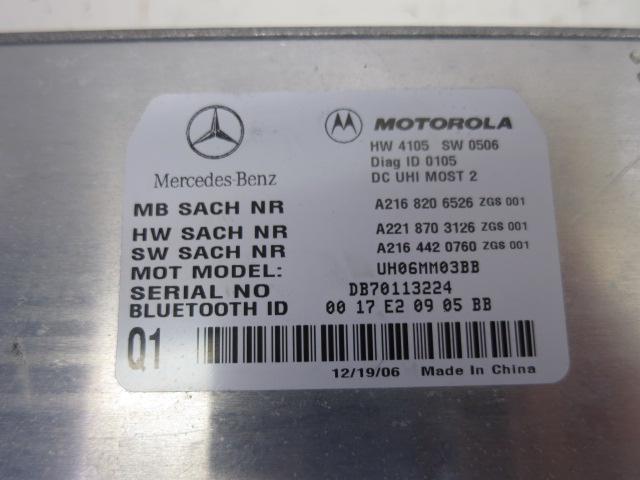 Mercedes-Benz
MOTOROLA
HW 4105 SW 0506
Diag ID 0105
DC UHI MOST 2
MB SACH NR A216 820 6526 ZGS 001
HW SACH NR A221 870 3126 ZGS 001
SW SACH NR A216 442 0760 ZGS 001
MOT MODEL: UH06MM03BB
SERIAL NO DB70113224
BLUETOOTH ID 00 17 E2 09 05 BB
Q1
12/19/06 Made In China